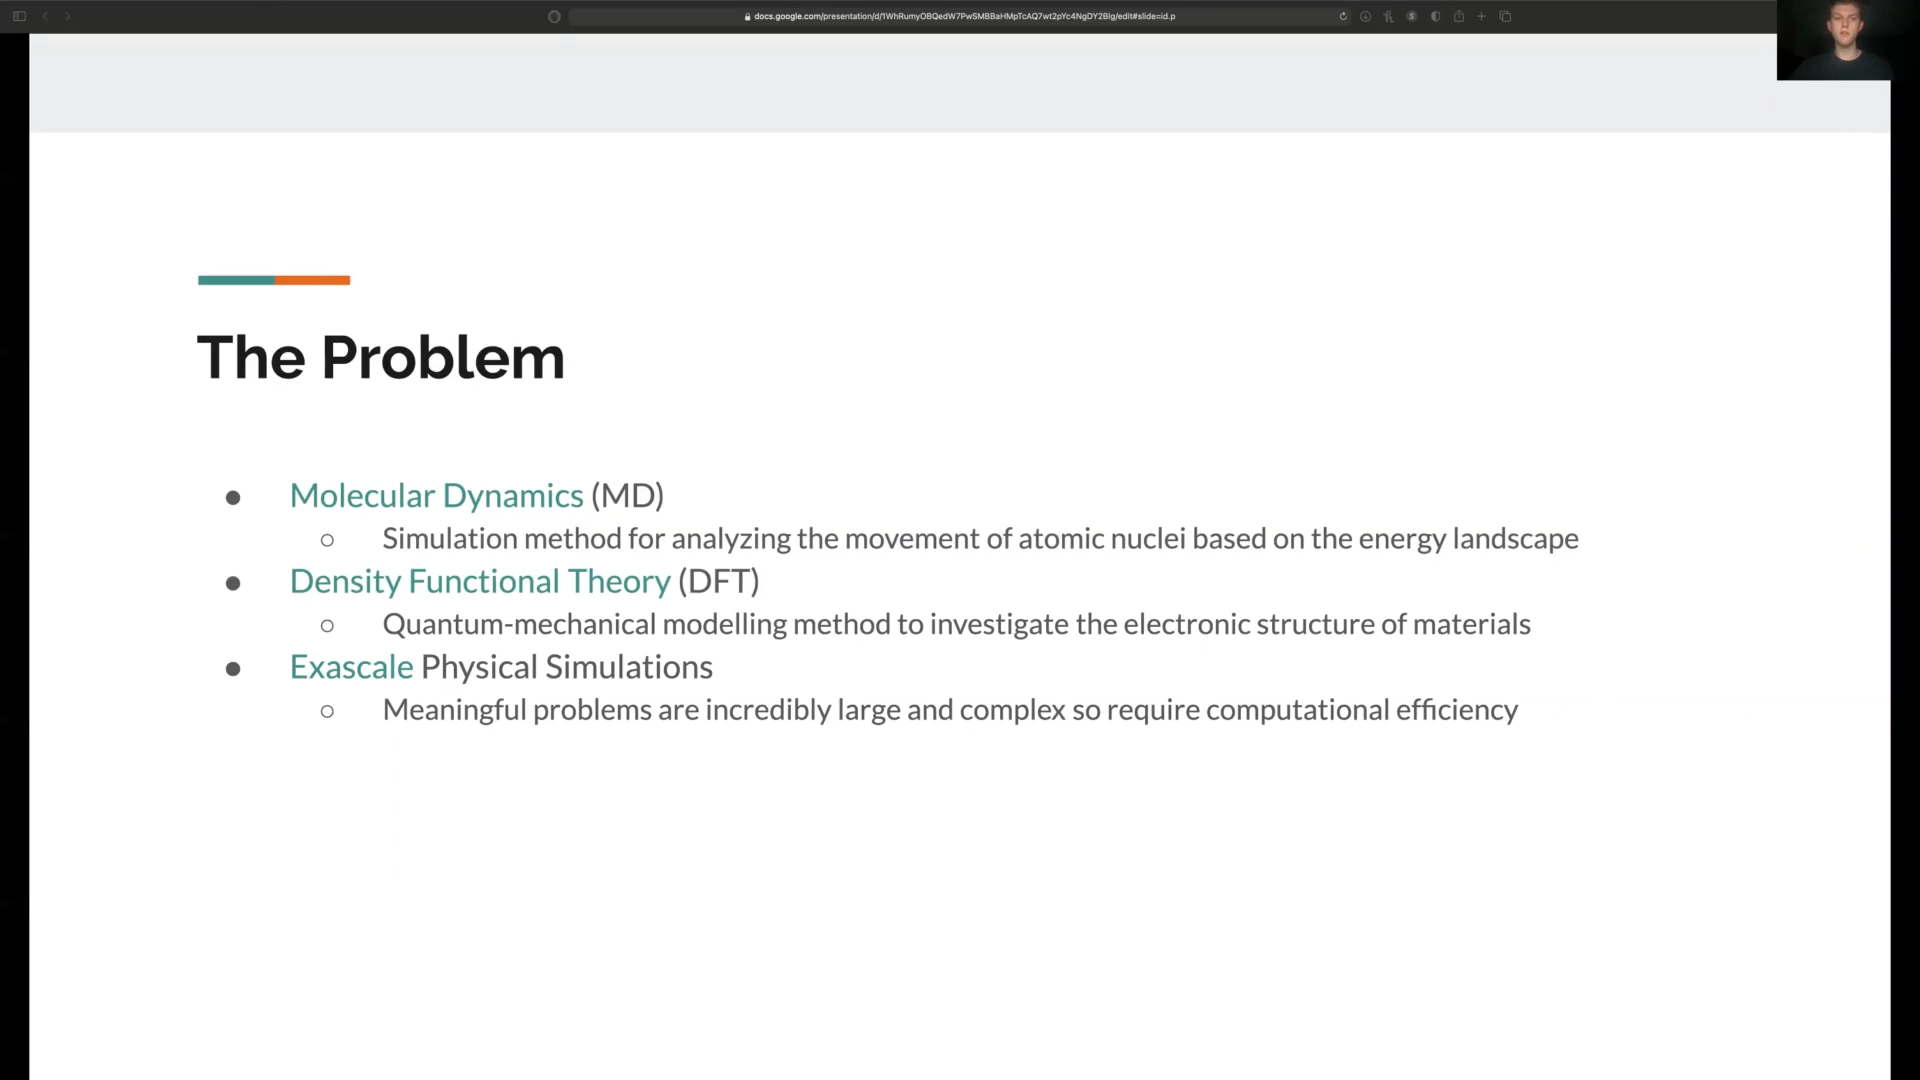 docs.google.com/presentation/d/1WhRumyOBQedW7PwSMBBaHMpTcAQ7wt2pYc4NgDY2Blg/edit#slide=id.p
The Problem
● Molecular Dynamics (MD)
○ Simulation method for analyzing the movement of atomic nuclei based on the energy landscape
● Density Functional Theory (DFT)
○ Quantum-mechanical modelling method to investigate the electronic structure of materials
● Exascale Physical Simulations
○ Meaningful problems are incredibly large and complex so require computational efficiency